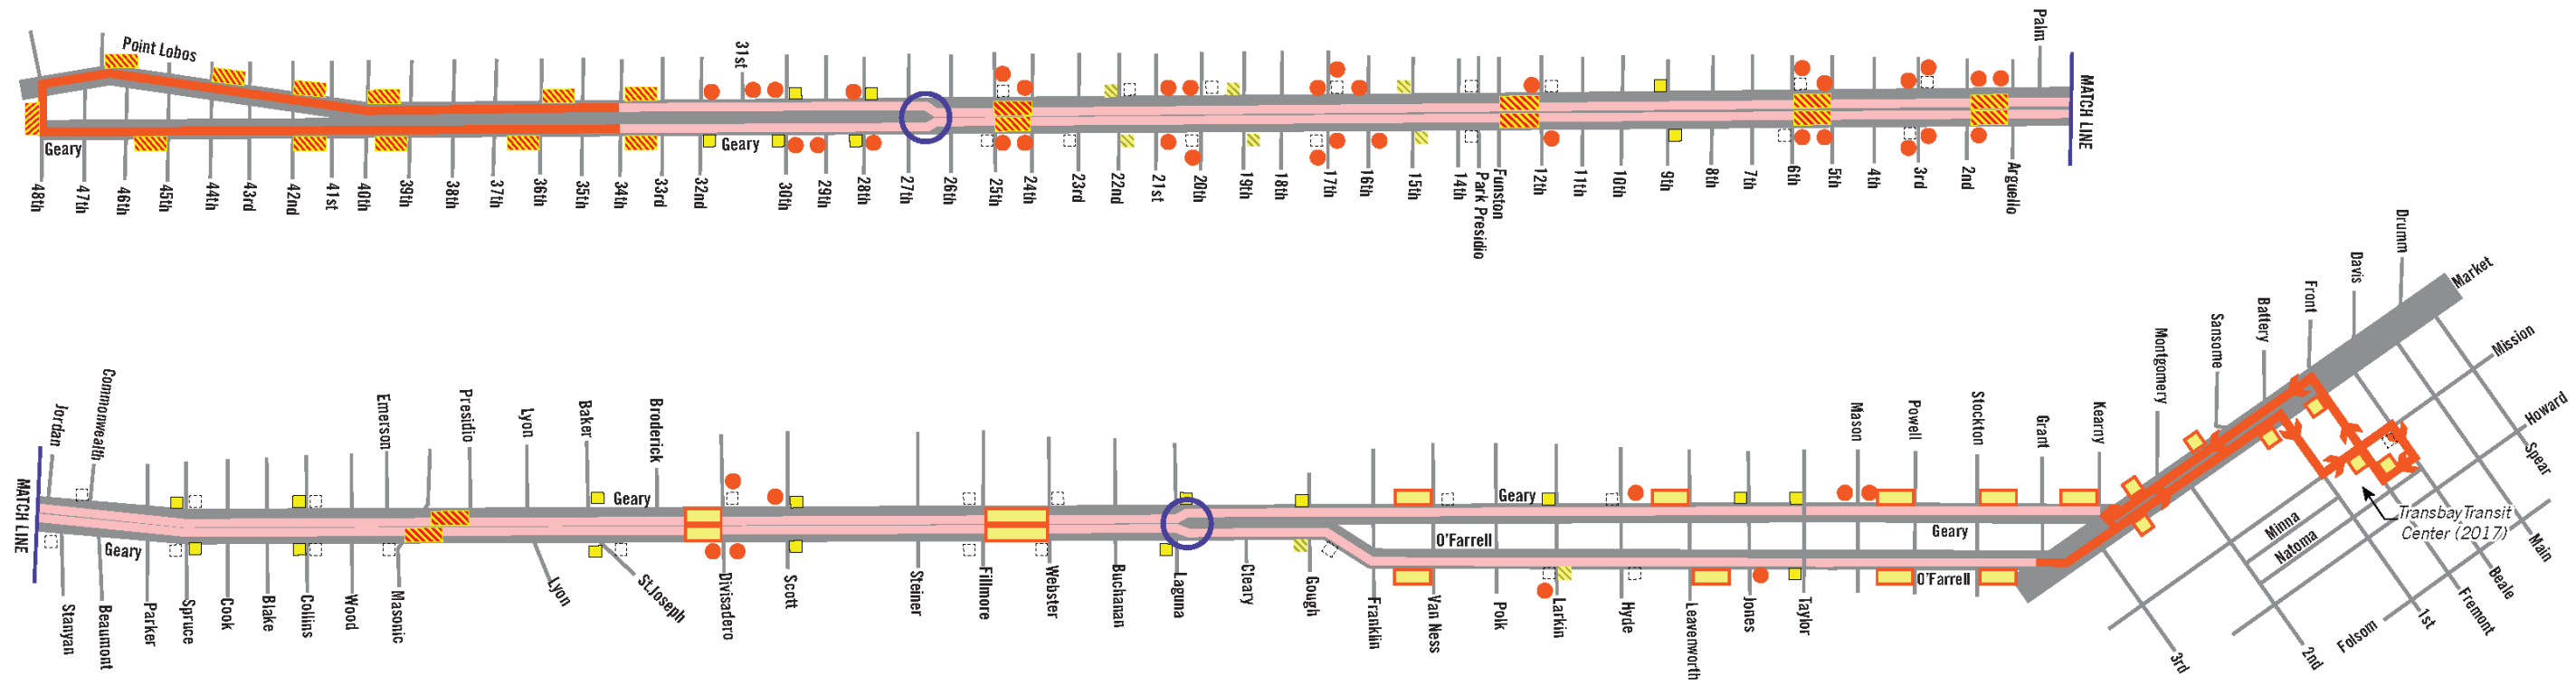 Point Lobos
31st
Palm
MATCH LINE
Geary
Geary
48th
47th
46th
45th
44th
43rd
42nd
41st
40th
39th
38th
37th
36th
35th
34th
33rd
32nd
30th
29th
28th
27th
26th
25th
24th
23rd
22nd
21st
20th
19th
18th
17th
16th
15th
14th
Park Presidio
Funston
12th
11th
10th
9th
8th
7th
6th
5th
4th
3rd
2nd
Arguello
MATCH LINE
Jordan
Commonwealth
Emerson
Presidio
Lyon
Baker
Broderick
Geary
Geary
Mason
Powell
Stockton
Grant
Kearny
Montgomery
Sansome
Battery
Front
Davis
Drumm
Market
Mission
Howard
Spear
Main
Beale
Fremont
1st
Folsom
2nd
3rd
Minna
Natoma
Transbay Transit
Center (2017)
Geary
O'Farrell
Geary
O'Farrell
Stanyan
Beaumont
Parker
Spruce
Cook
Blake
Collins
Wood
Masonic
Lyon
St.Joseph
Divisadero
Scott
Steiner
Fillmore
Webster
Buchanan
Laguna
Cleary
Gough
Franklin
Van Ness
Polk
Larkin
Hyde
Leavenworth
Jones
Taylor